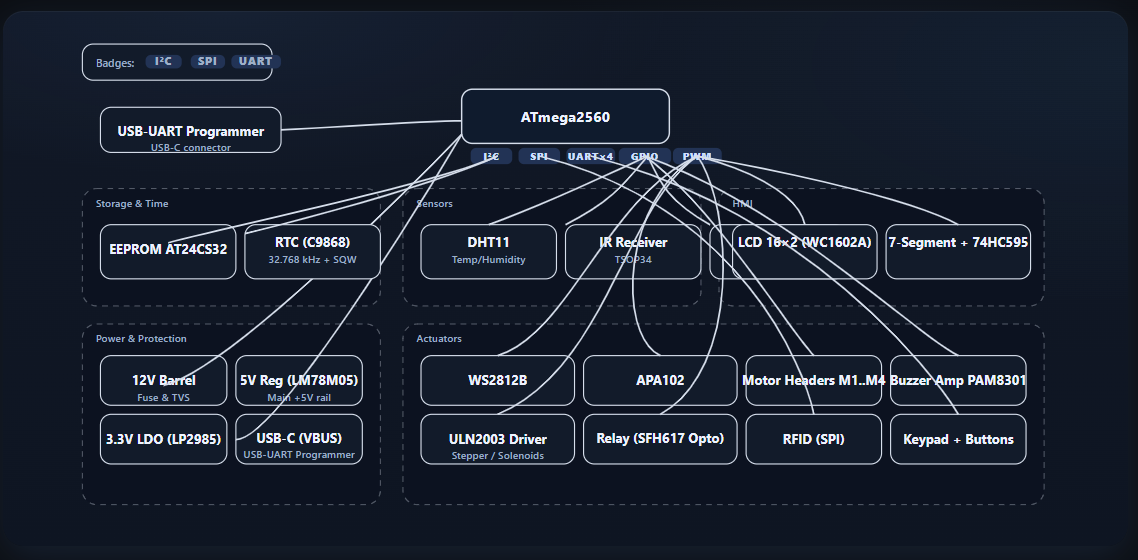 Badges: I²C SPI UART
ATmega2560
USB-UART Programmer
USB-C connector
I²C SPI UART×4 GPIO PWM
Storage & Time
Sensors
HMI
EEPROM AT24CS32
RTC (C9868)
32.768 kHz + SQW
DHT11
Temp/Humidity
IR Receiver
TSOP34
LCD 16×2 (WC1602A)
7-Segment + 74HC595
Power & Protection
Actuators
12V Barrel
Fuse & TVS
5V Reg (LM78M05)
Main +5V rail
WS2812B
APA102
Motor Headers M1..M4
Buzzer Amp PAM8301
3.3V LDO (LP2985)
USB-C (VBUS)
USB-UART Programmer
ULN2003 Driver
Stepper / Solenoids
Relay (SFH617 Opto)
RFID (SPI)
Keypad + Buttons